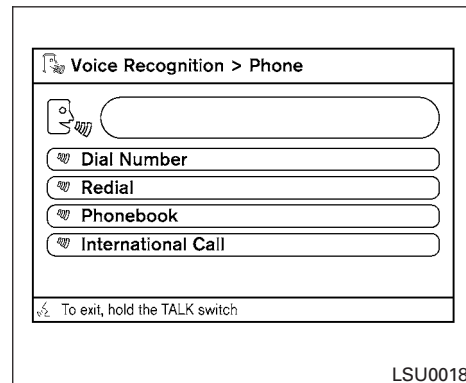 Voice Recognition > Phone
Dial Number
Redial
Phonebook
International Call
To exit, hold the TALK switch
LSU0018